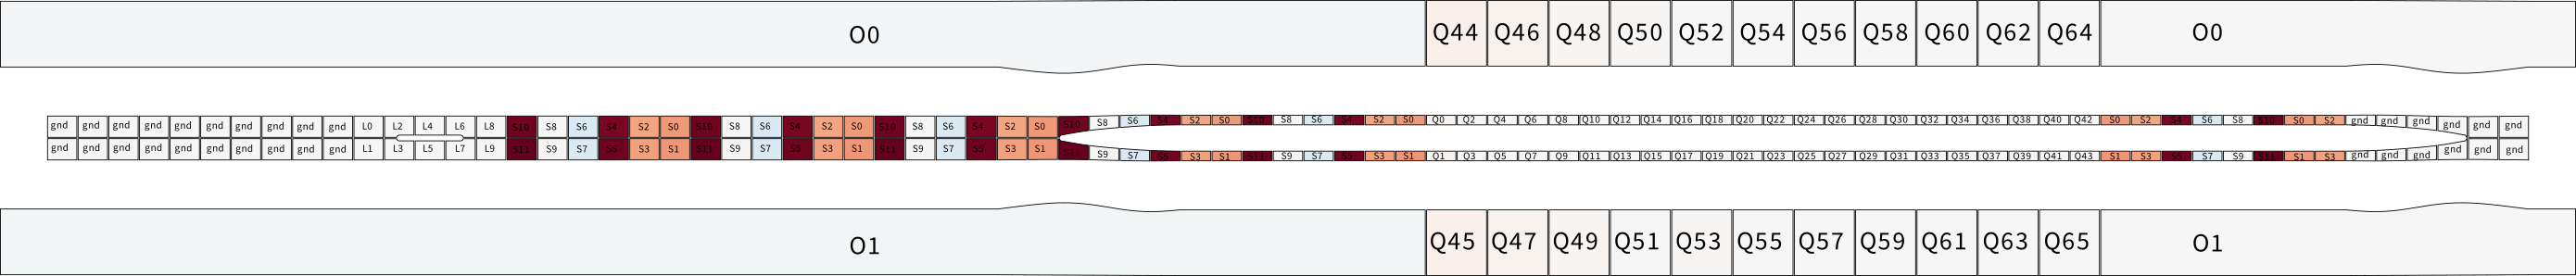 O0 Q44 Q46 Q48 Q50 Q52 Q54 Q56 Q58 Q60 Q62 Q64 O0
gnd gnd gnd gnd gnd gnd gnd gnd gnd gnd L0 L2 L4 L6 L8 S10 S8 S6 S4 S2 S0 S10 S8 S6 S4 S2 S0 S10 S8 S6 S4 S2 S0 S10 S8 S6 S4 S2 S0 S10 S8 S6 S4 S2 S0 Q0 Q2 Q4 Q6 Q8 Q10 Q12 Q14 Q16 Q18 Q20 Q22 Q24 Q26 Q28 Q30 Q32 Q34 Q36 Q38 Q40 Q42 S0 S2 S4 S6 S8 S10 S0 S2 gnd gnd gnd gnd gnd gnd
gnd gnd gnd gnd gnd gnd gnd gnd gnd gnd L1 L3 L5 L7 L9 S11 S9 S7 S5 S3 S1 S11 S9 S7 S5 S3 S1 S11 S9 S7 S5 S3 S1 S11 S9 S7 S5 S3 S1 S11 S9 S7 S5 S3 S1 Q1 Q3 Q5 Q7 Q9 Q11 Q13 Q15 Q17 Q19 Q21 Q23 Q25 Q27 Q29 Q31 Q33 Q35 Q37 Q39 Q41 Q43 S1 S3 S5 S7 S9 S11 S1 S3 gnd gnd gnd gnd gnd gnd
O1 Q45 Q47 Q49 Q51 Q53 Q55 Q57 Q59 Q61 Q63 Q65 O1